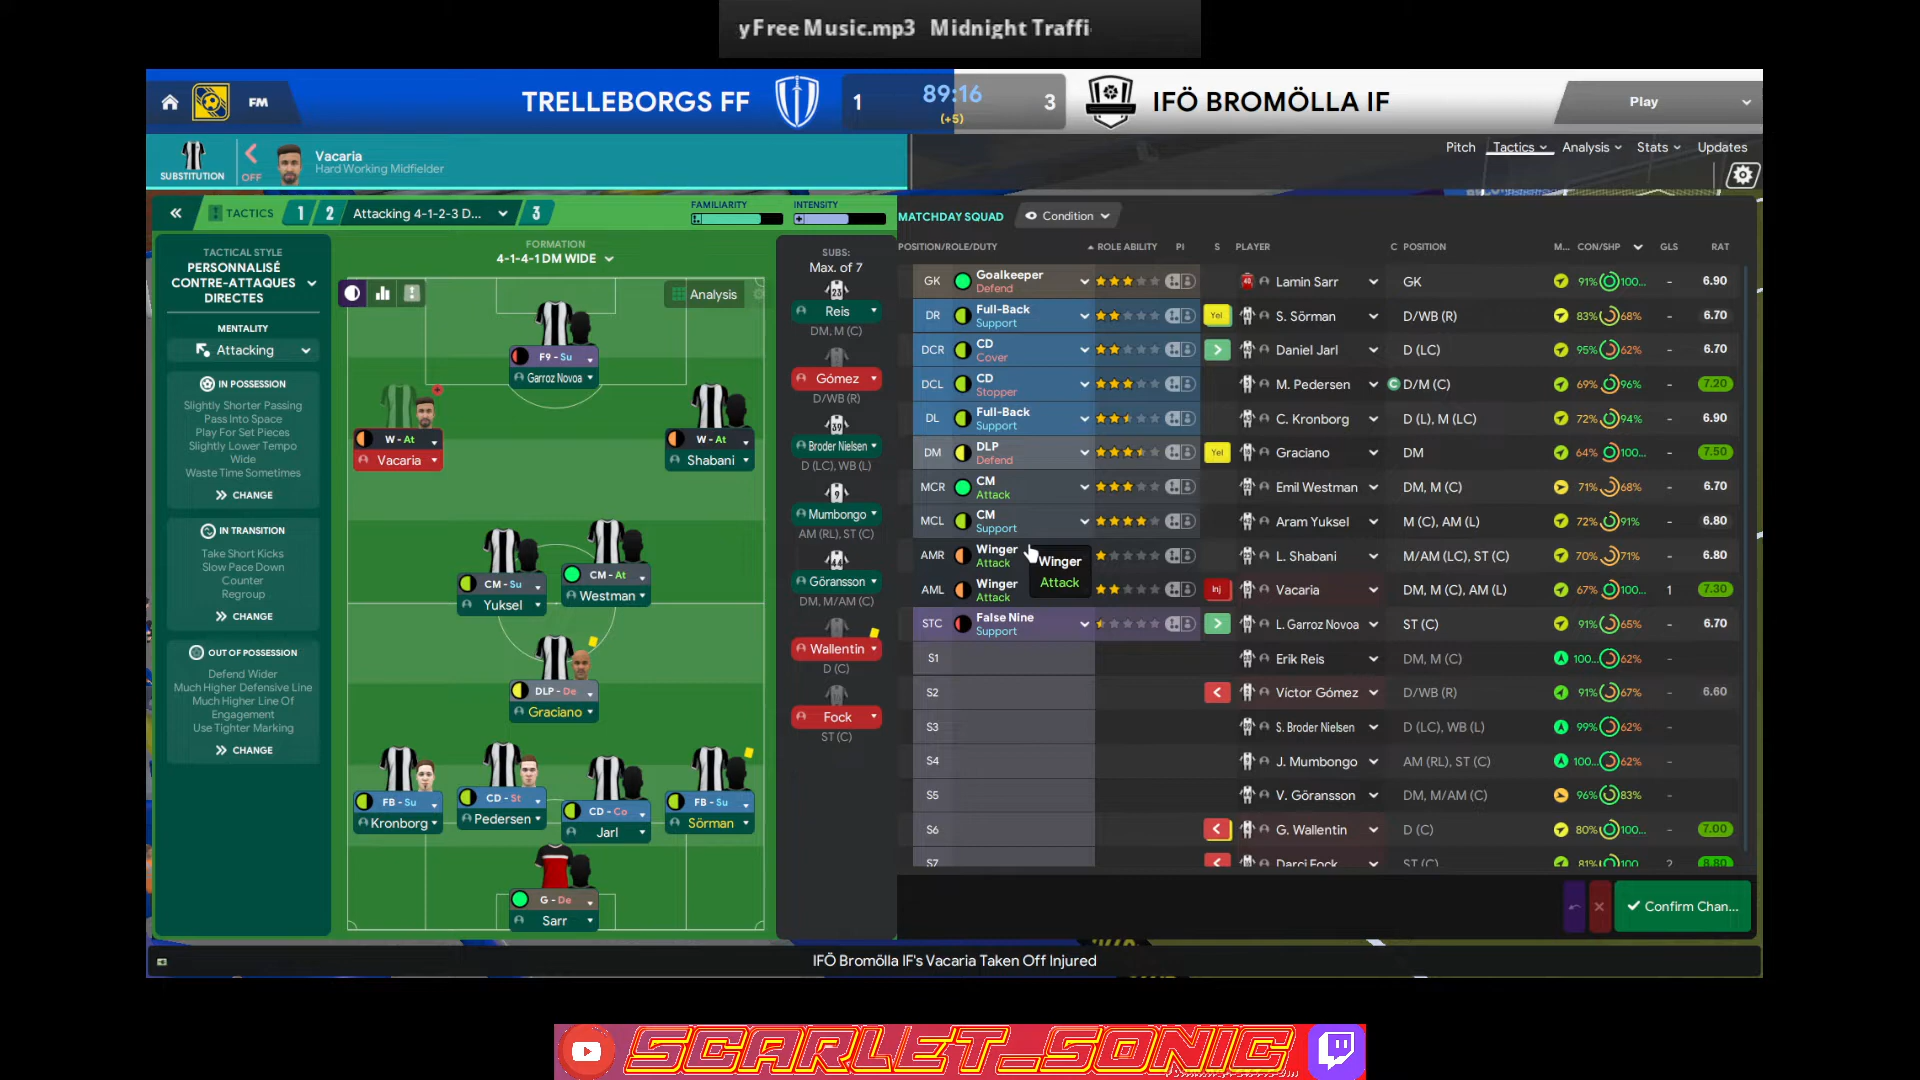 yFree Music.mp3 Midnight Traffi
FM
TRELLEBORGS FF
1
89:16
(+5)
3
IFÖ BROMÖLLA IF
Play
SUBSTITUTION
OFF
Vacaria
Hard Working Midfielder
Pitch
Tactics
Analysis
Stats
Updates
TACTICS
1
2
Attacking 4-1-2-3 D...
3
FAMILIARITY
INTENSITY
MATCHDAY SQUAD
Condition
TACTICAL STYLE
PERSONNALISÉ
CONTRE-ATTAQUES
DIRECTES
MENTALITY
Attacking
IN POSSESSION
Slightly Shorter Passing
Pass Into Space
Play For Set Pieces
Slightly Lower Tempo
Wide
Waste Time Sometimes
CHANGE
IN TRANSITION
Take Short Kicks
Slow Pace Down
Counter
Regroup
CHANGE
OUT OF POSSESSION
Defend Wider
Much Higher Defensive Line
Much Higher Line Of
Engagement
Use Tighter Marking
CHANGE
FORMATION
4-1-4-1 DM WIDE
Analysis
F9 - Su
Garroz Novoa
W - At
Vacaria
W - At
Shabani
CM - Su
Yuksel
CM - At
Westman
DLP - De
Graciano
FB - Su
Kronborg
CD - St
Pedersen
CD - Co
Jarl
FB - Su
Sörman
G - De
Sarr
SUBS:
Max. of 7
23
Reis
DM, M (C)
Gómez
D/WB (R)
39
Broder Nielsen
D (LC), WB (L)
9
Mumbongo
AM (RL), ST (C)
44
Göransson
DM, M/AM (C)
Wallentin
D (C)
Fock
ST (C)
POSITION/ROLE/DUTY ROLE ABILITY PI S PLAYER C POSITION M... CON/SHP GLS RAT
GK Goalkeeper Defend Lamin Sarr GK 91% 100... - 6.90
DR Full-Back Support Yel S. Sörman D/WB (R) 83% 68% - 6.70
DCR CD Cover Daniel Jarl D (LC) 95% 62% - 6.70
DCL CD Stopper M. Pedersen C D/M (C) 69% 96% - 7.20
DL Full-Back Support C. Kronborg D (L), M (LC) 72% 94% - 6.90
DM DLP Defend Yel Graciano DM 64% 100... - 7.50
MCR CM Attack Emil Westman DM, M (C) 71% 68% - 6.70
MCL CM Support Aram Yuksel M (C), AM (L) 72% 91% - 6.80
AMR Winger Attack L. Shabani M/AM (LC), ST (C) 70% 71% - 6.80
Winger
Attack
AML Winger Attack Inj Vacaria DM, M (C), AM (L) 67% 100... 1 7.30
STC False Nine Support L. Garroz Novoa ST (C) 91% 65% - 6.70
S1 Erik Reis DM, M (C) 100... 62% -
S2 Víctor Gómez D/WB (R) 91% 67% - 6.60
S3 S. Broder Nielsen D (LC), WB (L) 99% 62% -
S4 J. Mumbongo AM (RL), ST (C) 100... 62% -
S5 V. Göransson DM, M/AM (C) 96% 83% -
S6 G. Wallentin D (C) 80% 100... - 7.00
S7 Darci Fock ST (C) 81% 100 2 8.80
Confirm Chan...
IFÖ Bromölla IF's Vacaria Taken Off Injured
SCARLET_SONIC